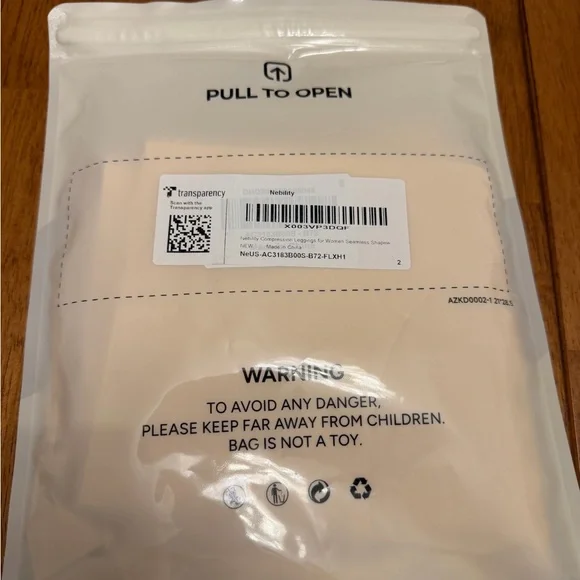 PULL TO OPEN
transparency
Scan with the
Transparency app
Nebility
X003VP3DQF
Nebility Compression Leggings for Women Seamless Shapew
NEW
Made in China
NeUS-AC3183B00S-B72-FLXH1
2
AZKD0002-1
WARNING
TO AVOID ANY DANGER,
PLEASE KEEP FAR AWAY FROM CHILDREN.
BAG IS NOT A TOY.